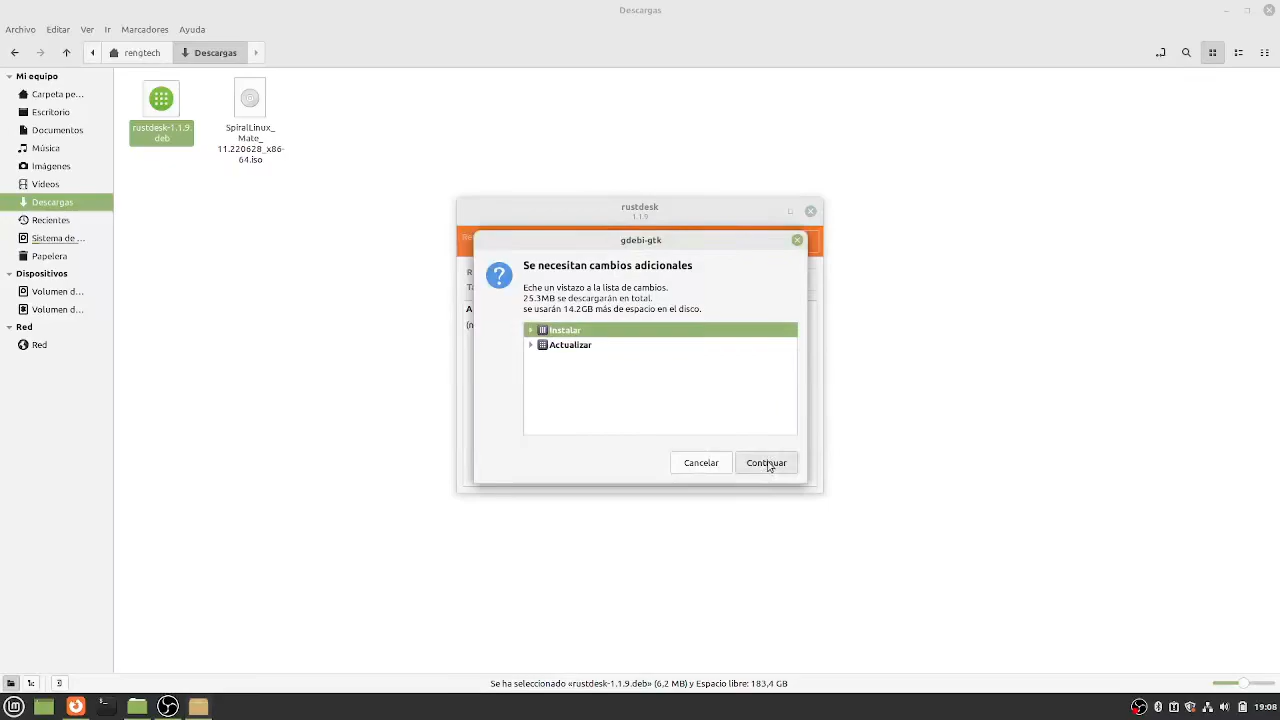 Descargas
Archivo Editar Ver Ir Marcadores Ayuda
rengtech Descargas
Mi equipo
Carpeta pe...
Escritorio
Documentos
Música
Imágenes
Vídeos
Descargas
Recientes
Sistema de ...
Papelera
Dispositivos
Volumen d...
Volumen d...
Red
Red
rustdesk-1.1.9.
deb
SpiralLinux_
Mate_
11.220628_x86-
64.iso
rustdesk
1.1.9
gdebi-gtk
Se necesitan cambios adicionales
Eche un vistazo a la lista de cambios.
25.3MB se descargarán en total.
se usarán 14.2GB más de espacio en el disco.
Instalar
Actualizar
Cancelar Continuar
Se ha seleccionado «rustdesk-1.1.9.deb» (6,2 MB) y Espacio libre: 183,4 GB
19:08